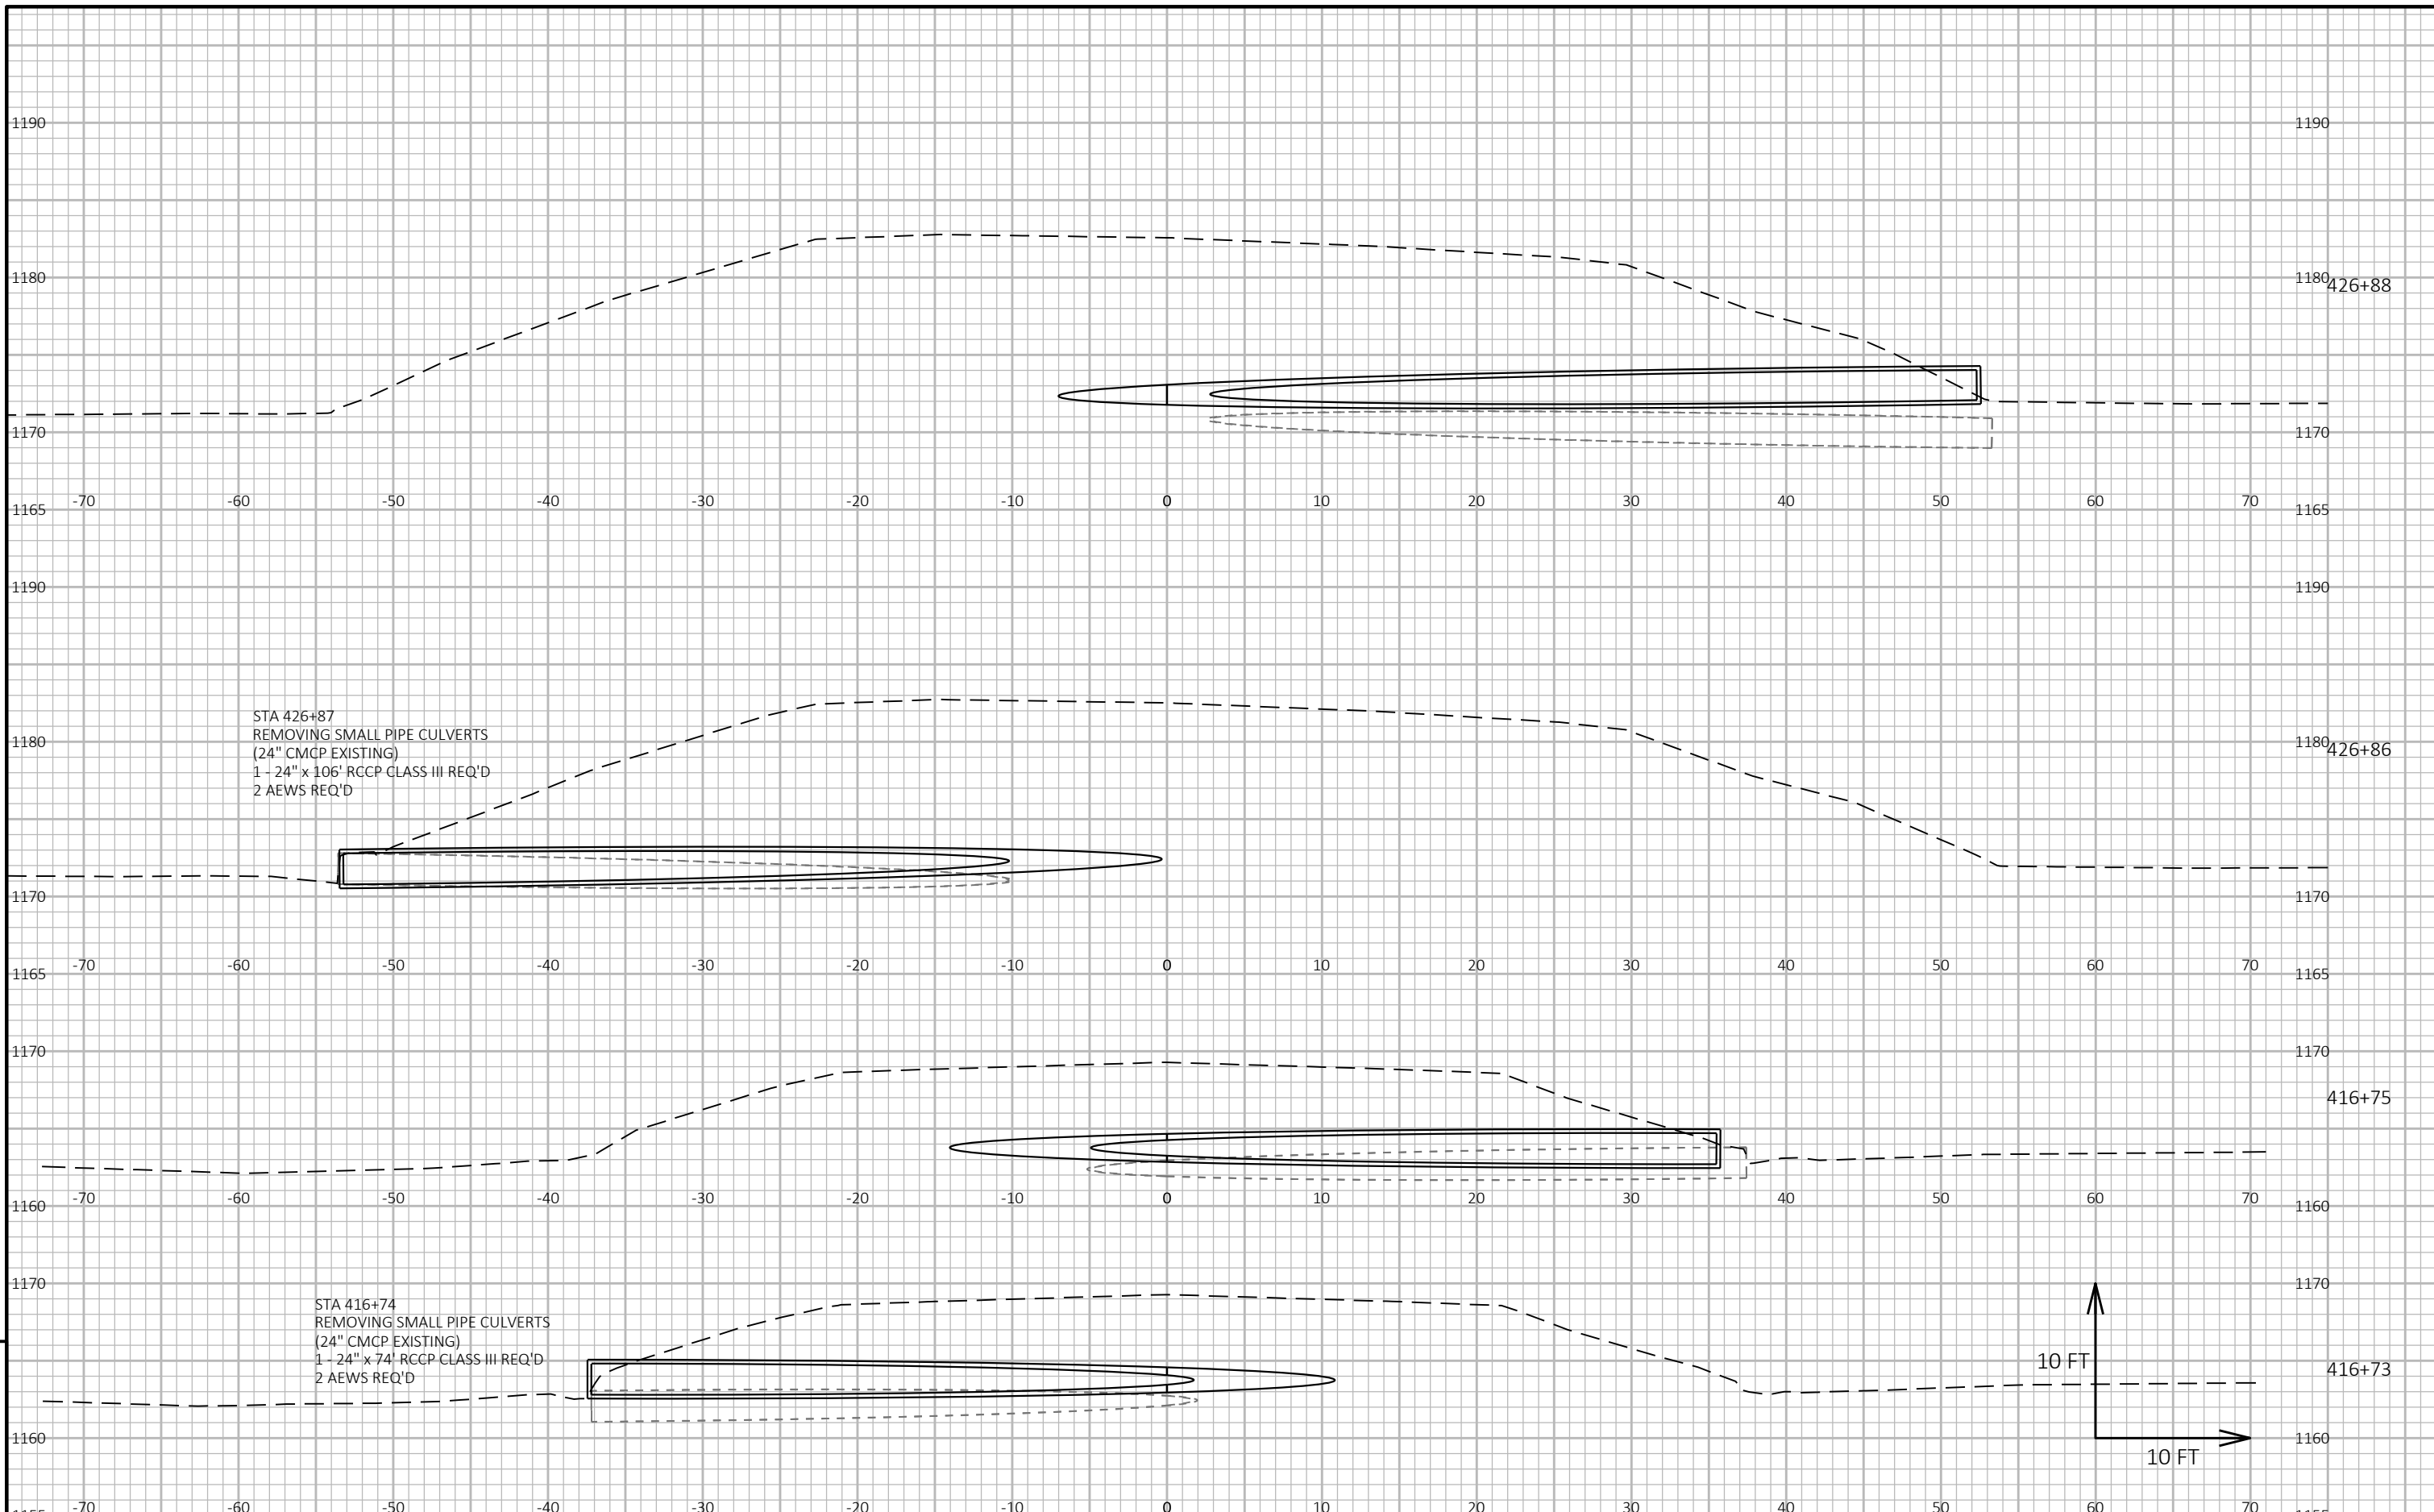 1190 1190
1180 1180 426+88
1170 1170
-70 -60 -50 -40 -30 -20 -10 0 10 20 30 40 50 60 70
1165 1165
1190 1190
STA 426+87
REMOVING SMALL PIPE CULVERTS
(24" CMCP EXISTING)
1 - 24" x 106' RCCP CLASS III REQ'D
2 AEWS REQ'D
1180 1180 426+86
1170 1170
-70 -60 -50 -40 -30 -20 -10 0 10 20 30 40 50 60 70
1165 1165
1170 1170
416+75
-70 -60 -50 -40 -30 -20 -10 0 10 20 30 40 50 60 70
1160 1160
1170 1170
STA 416+74
REMOVING SMALL PIPE CULVERTS
(24" CMCP EXISTING)
1 - 24" x 74' RCCP CLASS III REQ'D
2 AEWS REQ'D
10 FT
416+73
1160 1160
10 FT
-70 -60 -50 -40 -30 -20 -10 0 10 20 30 40 50 60 70